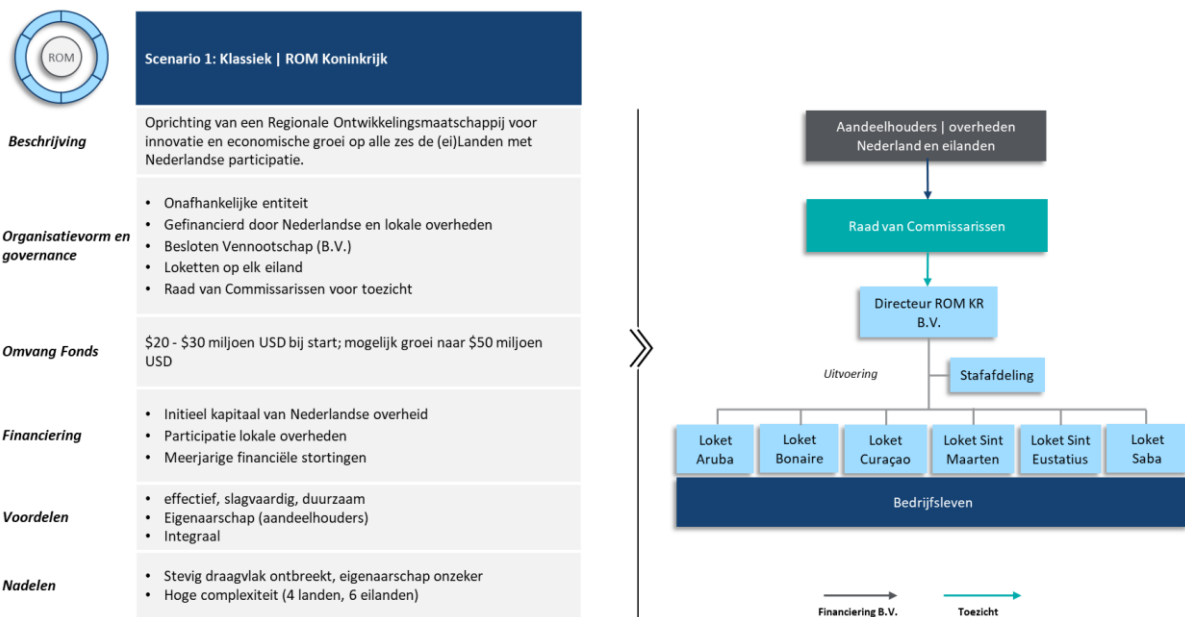 ROM
Scenario 1: Klassiek | ROM Koninkrijk
Beschrijving
Oprichting van een Regionale Ontwikkelingsmaatschappij voor
innovatie en economische groei op alle zes de (ei)Landen met
Nederlandse participatie.
Organisatievorm en
governance
• Onafhankelijke entiteit
• Gefinancierd door Nederlandse en lokale overheden
• Besloten Vennootschap (B.V.)
• Loketten op elk eiland
• Raad van Commissarissen voor toezicht
Omvang Fonds
$20 - $30 miljoen USD bij start; mogelijk groei naar $50 miljoen
USD
Financiering
• Initieel kapitaal van Nederlandse overheid
• Participatie lokale overheden
• Meerjarige financiële stortingen
Voordelen
• effectief, slagvaardig, duurzaam
• Eigenaarschap (aandeelhouders)
• Integraal
Nadelen
• Stevig draagvlak ontbreekt, eigenaarschap onzeker
• Hoge complexiteit (4 landen, 6 eilanden)
Aandeelhouders | overheden
Nederland en eilanden
Raad van Commissarissen
Directeur ROM KR
B.V.
Uitvoering
Stafafdeling
Loket
Aruba
Loket
Bonaire
Loket
Curaçao
Loket Sint
Maarten
Loket Sint
Eustatius
Loket
Saba
Bedrijfsleven
Financiering B.V.
Toezicht